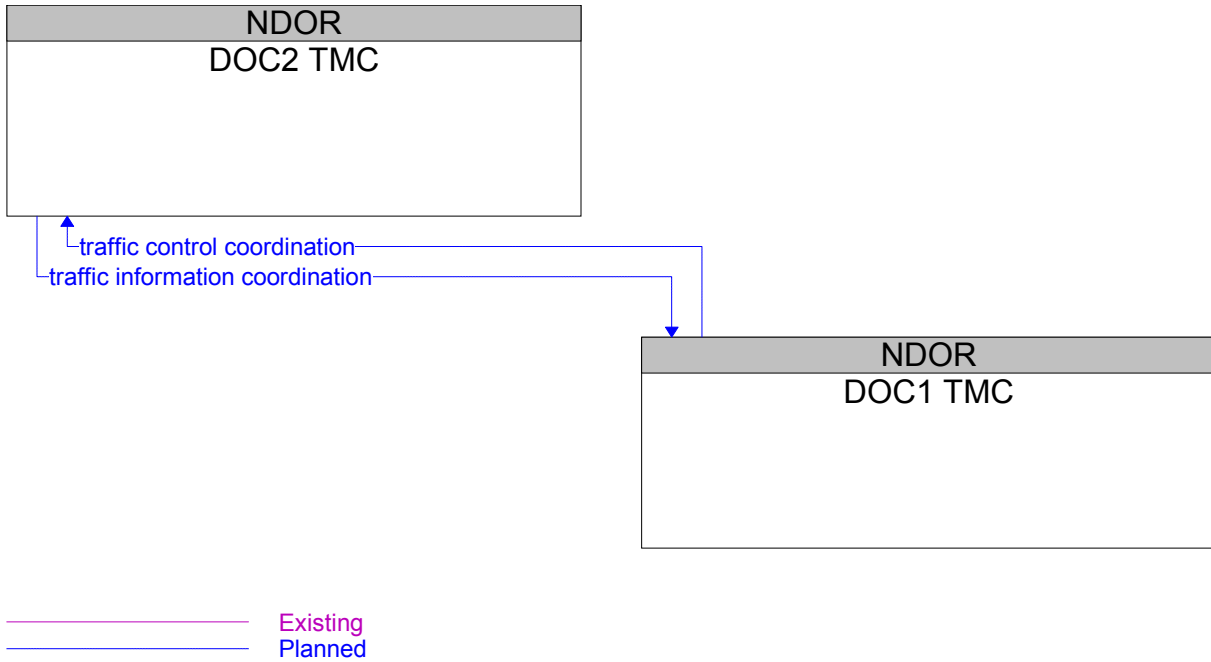 NDOR
DOC2 TMC
traffic control coordination
traffic information coordination
NDOR
DOC1 TMC
Existing
Planned